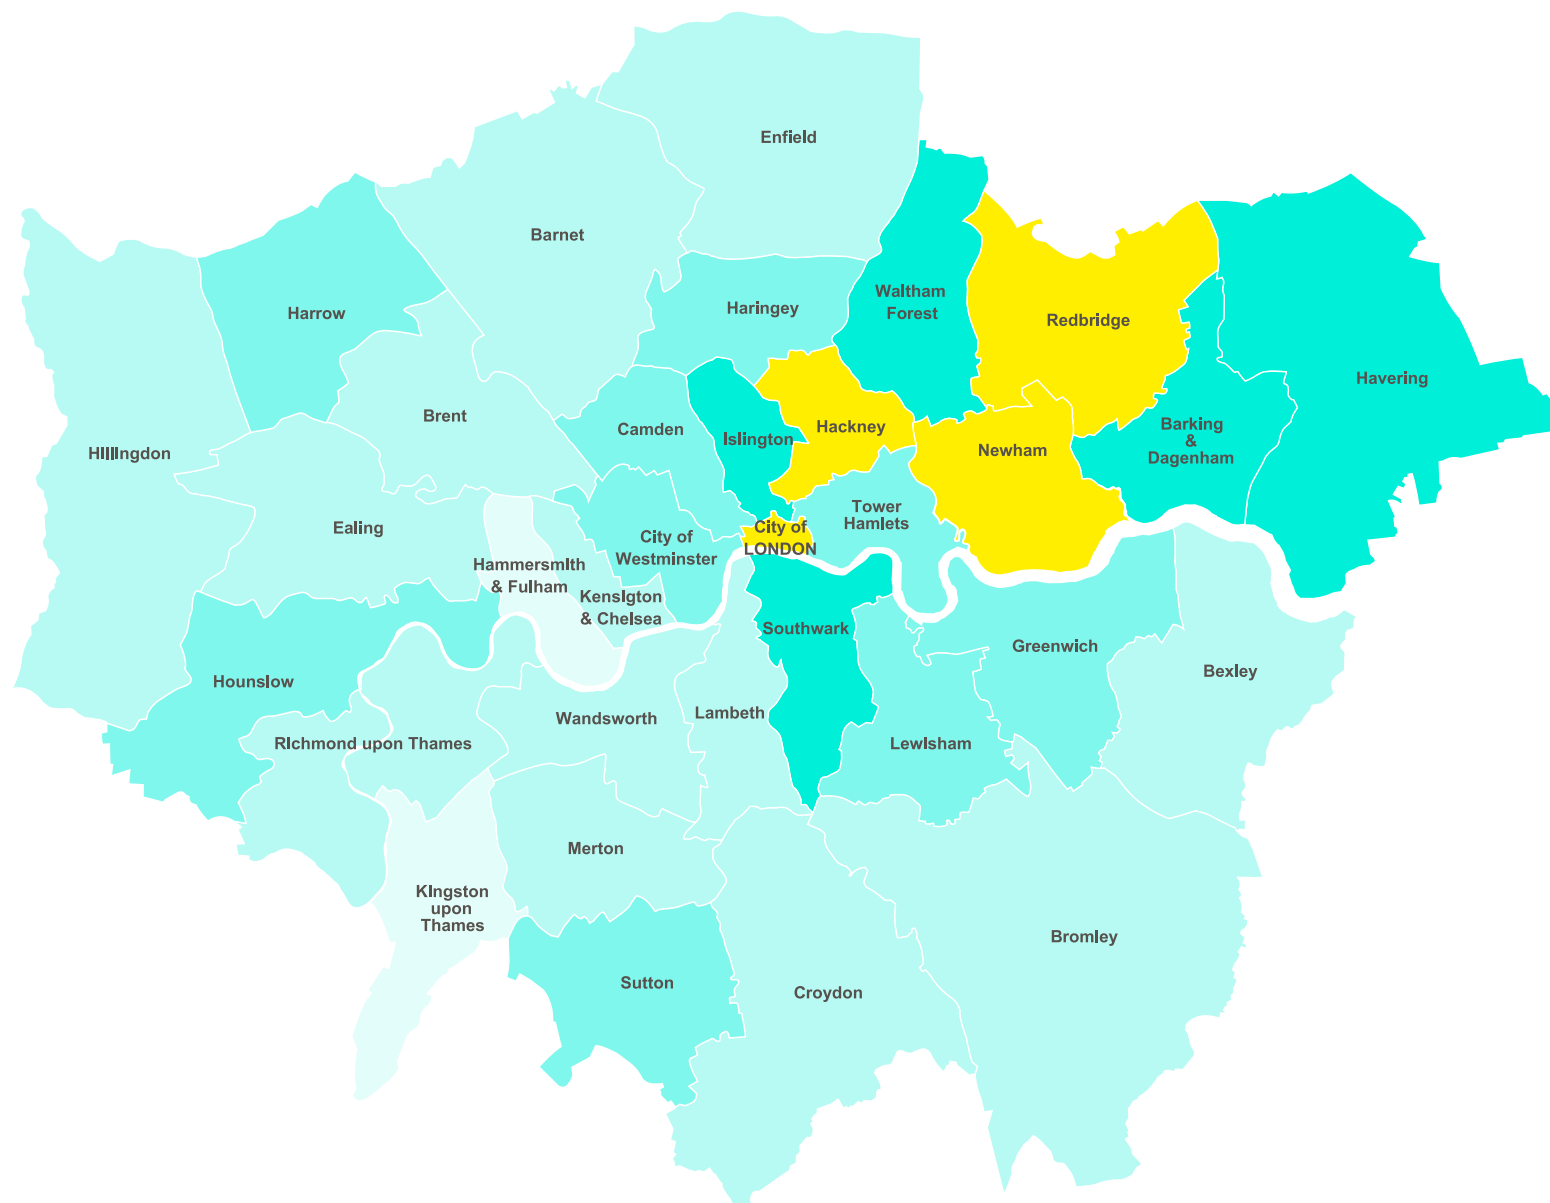 Enfield
Barnet
Harrow
Haringey
Waltham
Forest
Redbridge
Havering
Brent
Camden
Islington
Hackney
Newham
Barking
&
Dagenham
Hillingdon
Ealing
Tower
Hamlets
City of
LONDON
City of
Westminster
Hammersmith
& Fulham
Kensigton
& Chelsea
Southwark
Greenwich
Bexley
Hounslow
Richmond upon Thames
Wandsworth
Lambeth
Lewisham
Merton
Kingston
upon
Thames
Sutton
Croydon
Bromley